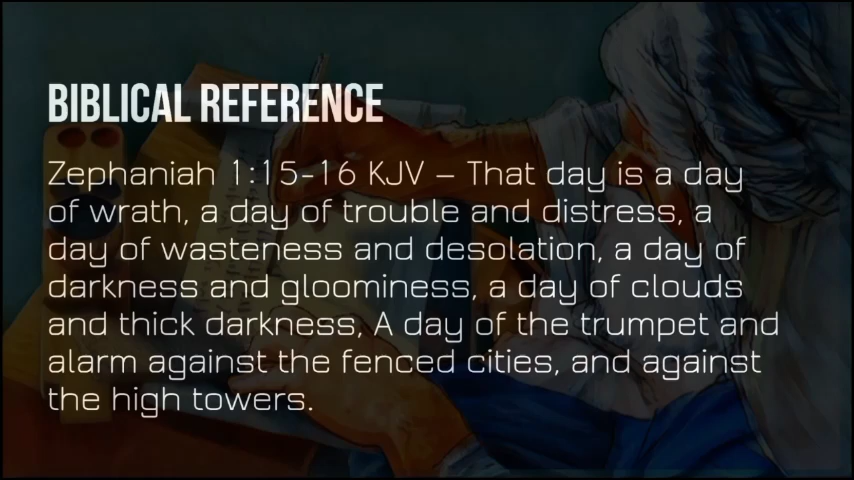 BIBLICAL REFERENCE
Zephaniah 1:15-16 KJV – That day is a day
of wrath, a day of trouble and distress, a
day of wasteness and desolation, a day of
darkness and gloominess, a day of clouds
and thick darkness, A day of the trumpet and
alarm against the fenced cities, and against
the high towers.